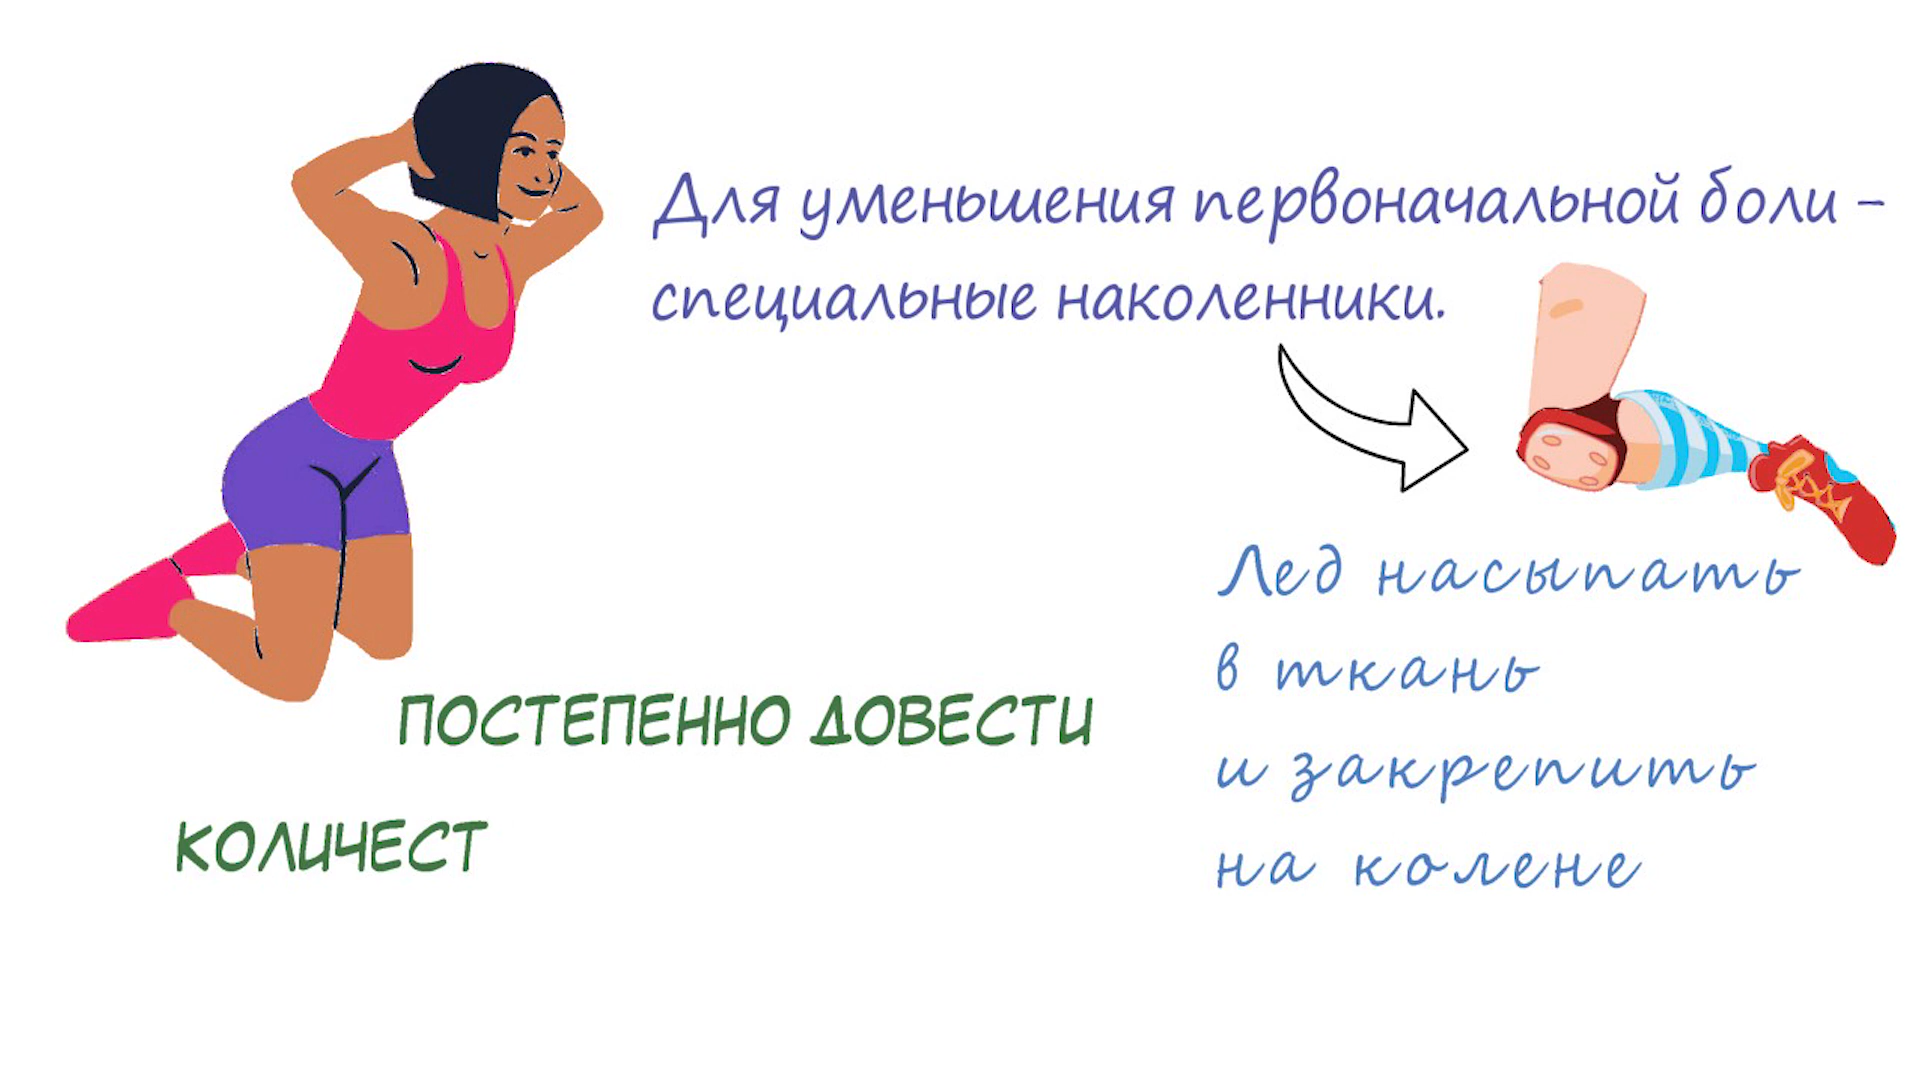 Для уменьшения первоначальной боли -
специальные наколенники.
Лед насыпать
в ткань
и закрепить
на колене
ПОСТЕПЕННО ДОВЕСТИ
КОЛИЧЕСТ